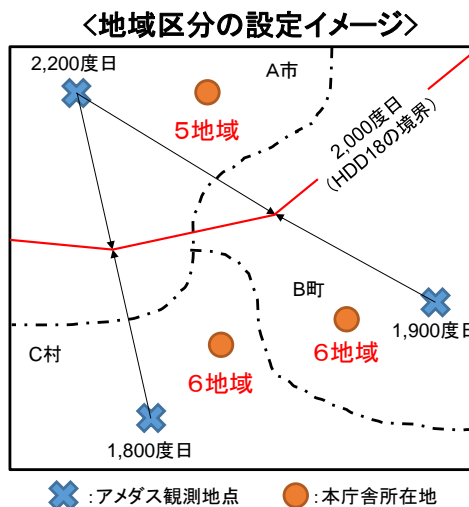 <地域区分の設定イメージ>
2,200度日
A市
5地域
2,000度日
(HDD18の境界)
B町
C村
1,900度日
6地域
6地域
1,800度日
:アメダス観測地点
:本庁舎所在地